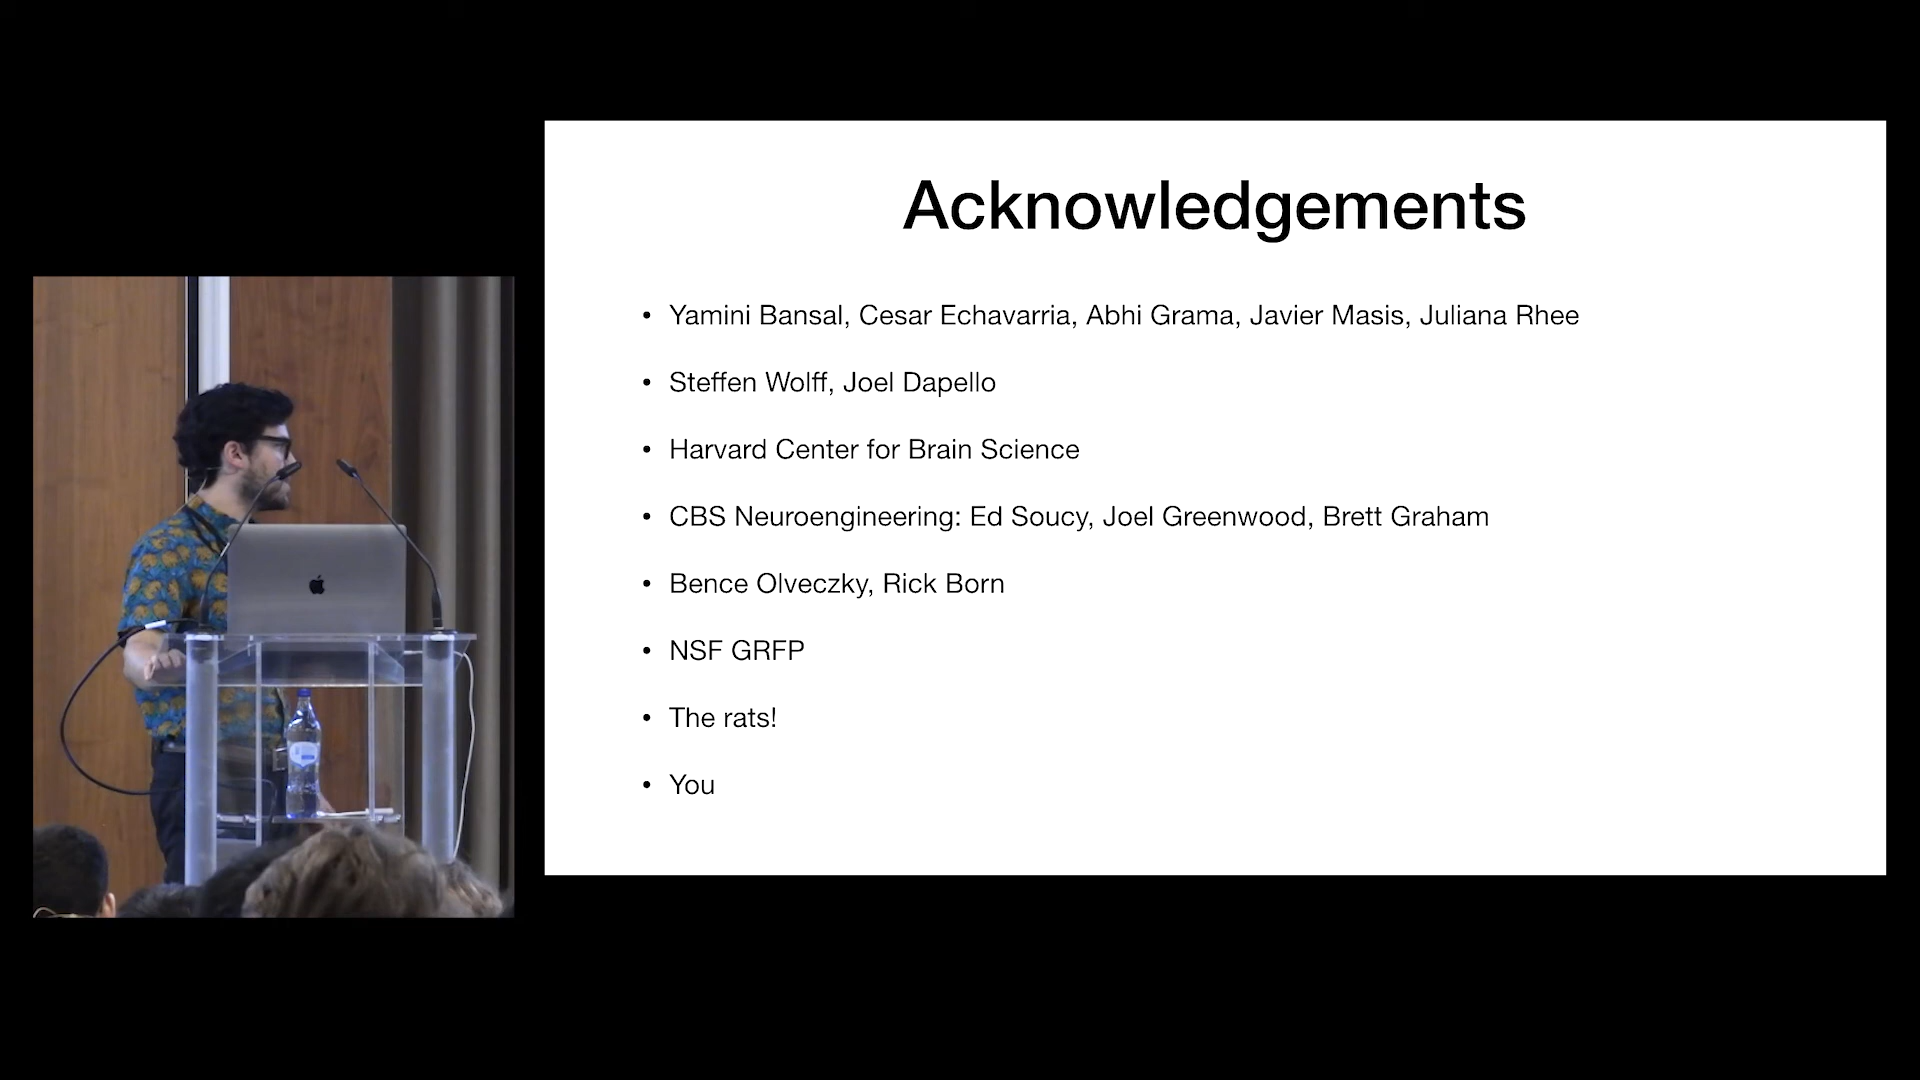 Acknowledgements
• Yamini Bansal, Cesar Echavarria, Abhi Grama, Javier Masis, Juliana Rhee
• Steffen Wolff, Joel Dapello
• Harvard Center for Brain Science
• CBS Neuroengineering: Ed Soucy, Joel Greenwood, Brett Graham
• Bence Olveczky, Rick Born
• NSF GRFP
• The rats!
• You